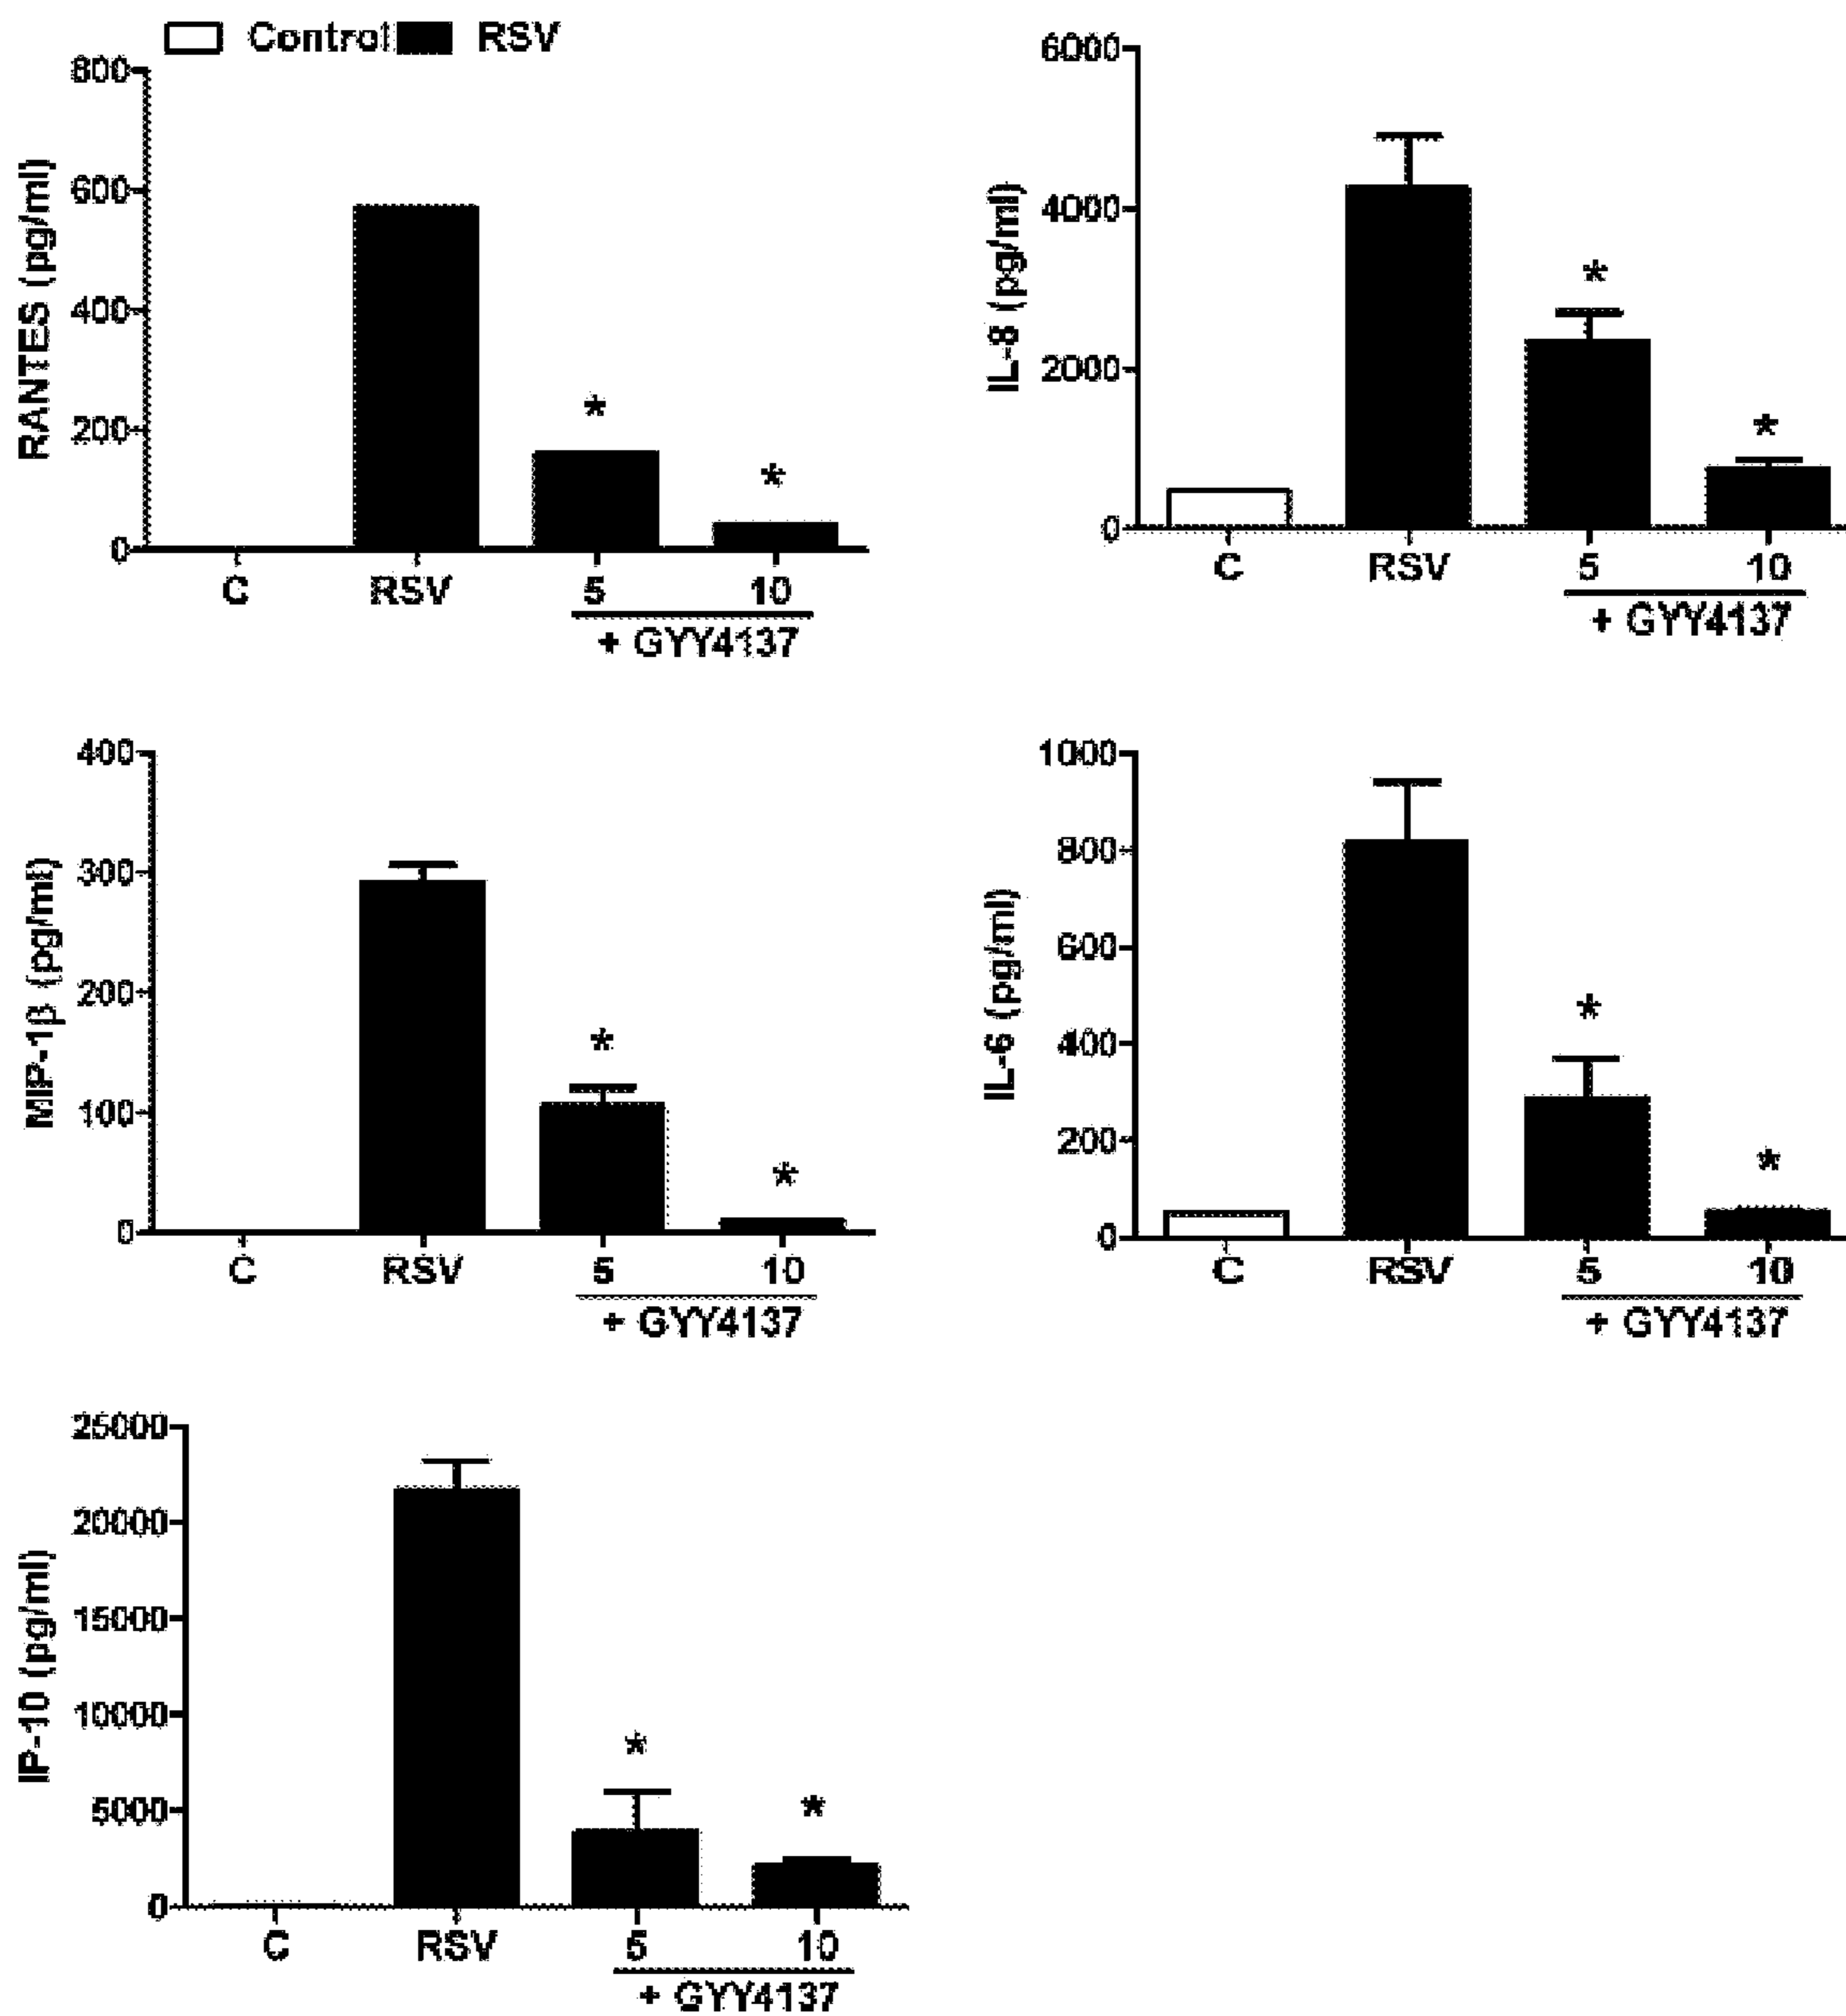 Control RSV
RANTES (pg/ml)
800
600
400
200
0
C RSV 5 10
+ GYY4137
*
*
IL-8 (pg/ml)
6000
4000
2000
0
C RSV 5 10
+ GYY4137
*
*
MIP-1β (pg/ml)
400
300
200
100
0
C RSV 5 10
+ GYY4137
*
*
IL-6 (pg/ml)
1000
800
600
400
200
0
C RSV 5 10
+ GYY4137
*
*
IP-10 (pg/ml)
25000
20000
15000
10000
5000
0
C RSV 5 10
+ GYY4137
*
*